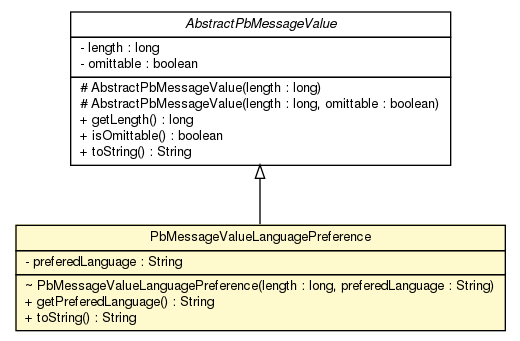 AbstractPbMessageValue
- length : long
- omittable : boolean
# AbstractPbMessageValue(length : long)
# AbstractPbMessageValue(length : long, omittable : boolean)
+ getLength() : long
+ isOmittable() : boolean
+ toString() : String
PbMessageValueLanguagePreference
- preferedLanguage : String
~ PbMessageValueLanguagePreference(length : long, preferedLanguage : String)
+ getPreferedLanguage() : String
+ toString() : String